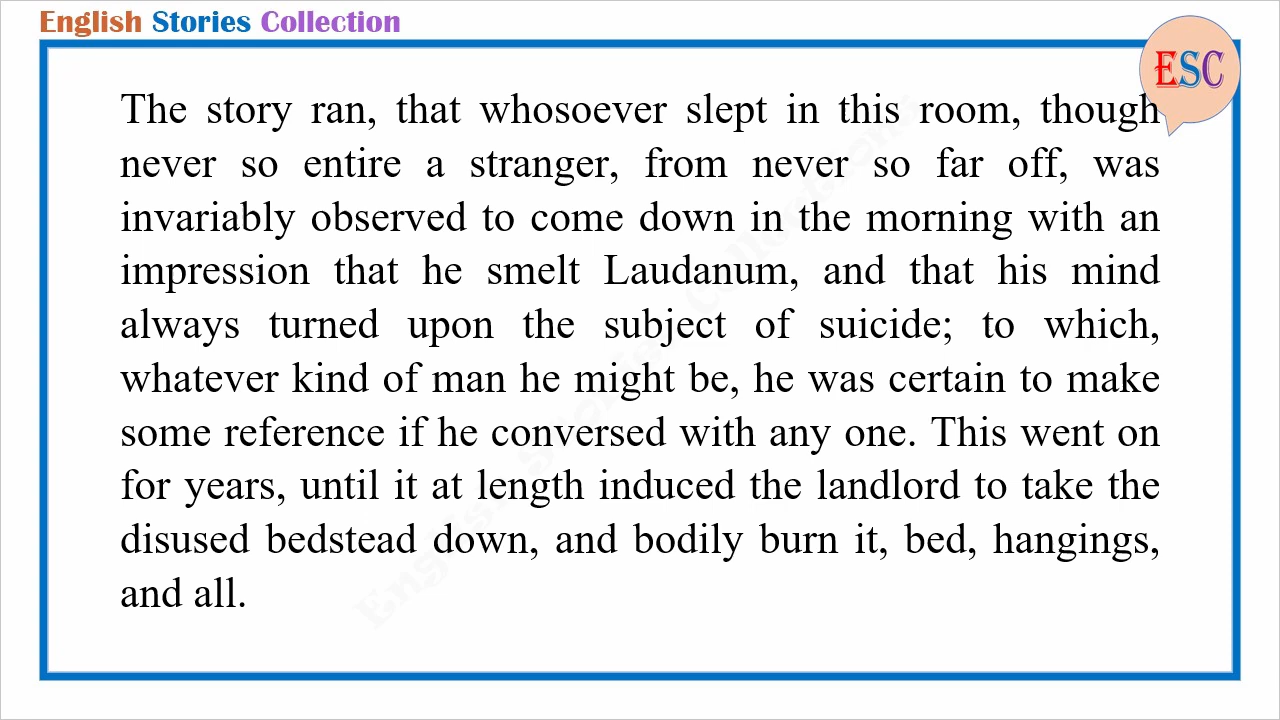 English Stories Collection
ESC
The story ran, that whosoever slept in this room, though
never so entire a stranger, from never so far off, was
invariably observed to come down in the morning with an
impression that he smelt Laudanum, and that his mind
always turned upon the subject of suicide; to which,
whatever kind of man he might be, he was certain to make
some reference if he conversed with any one. This went on
for years, until it at length induced the landlord to take the
disused bedstead down, and bodily burn it, bed, hangings,
and all.
English Stories Collection